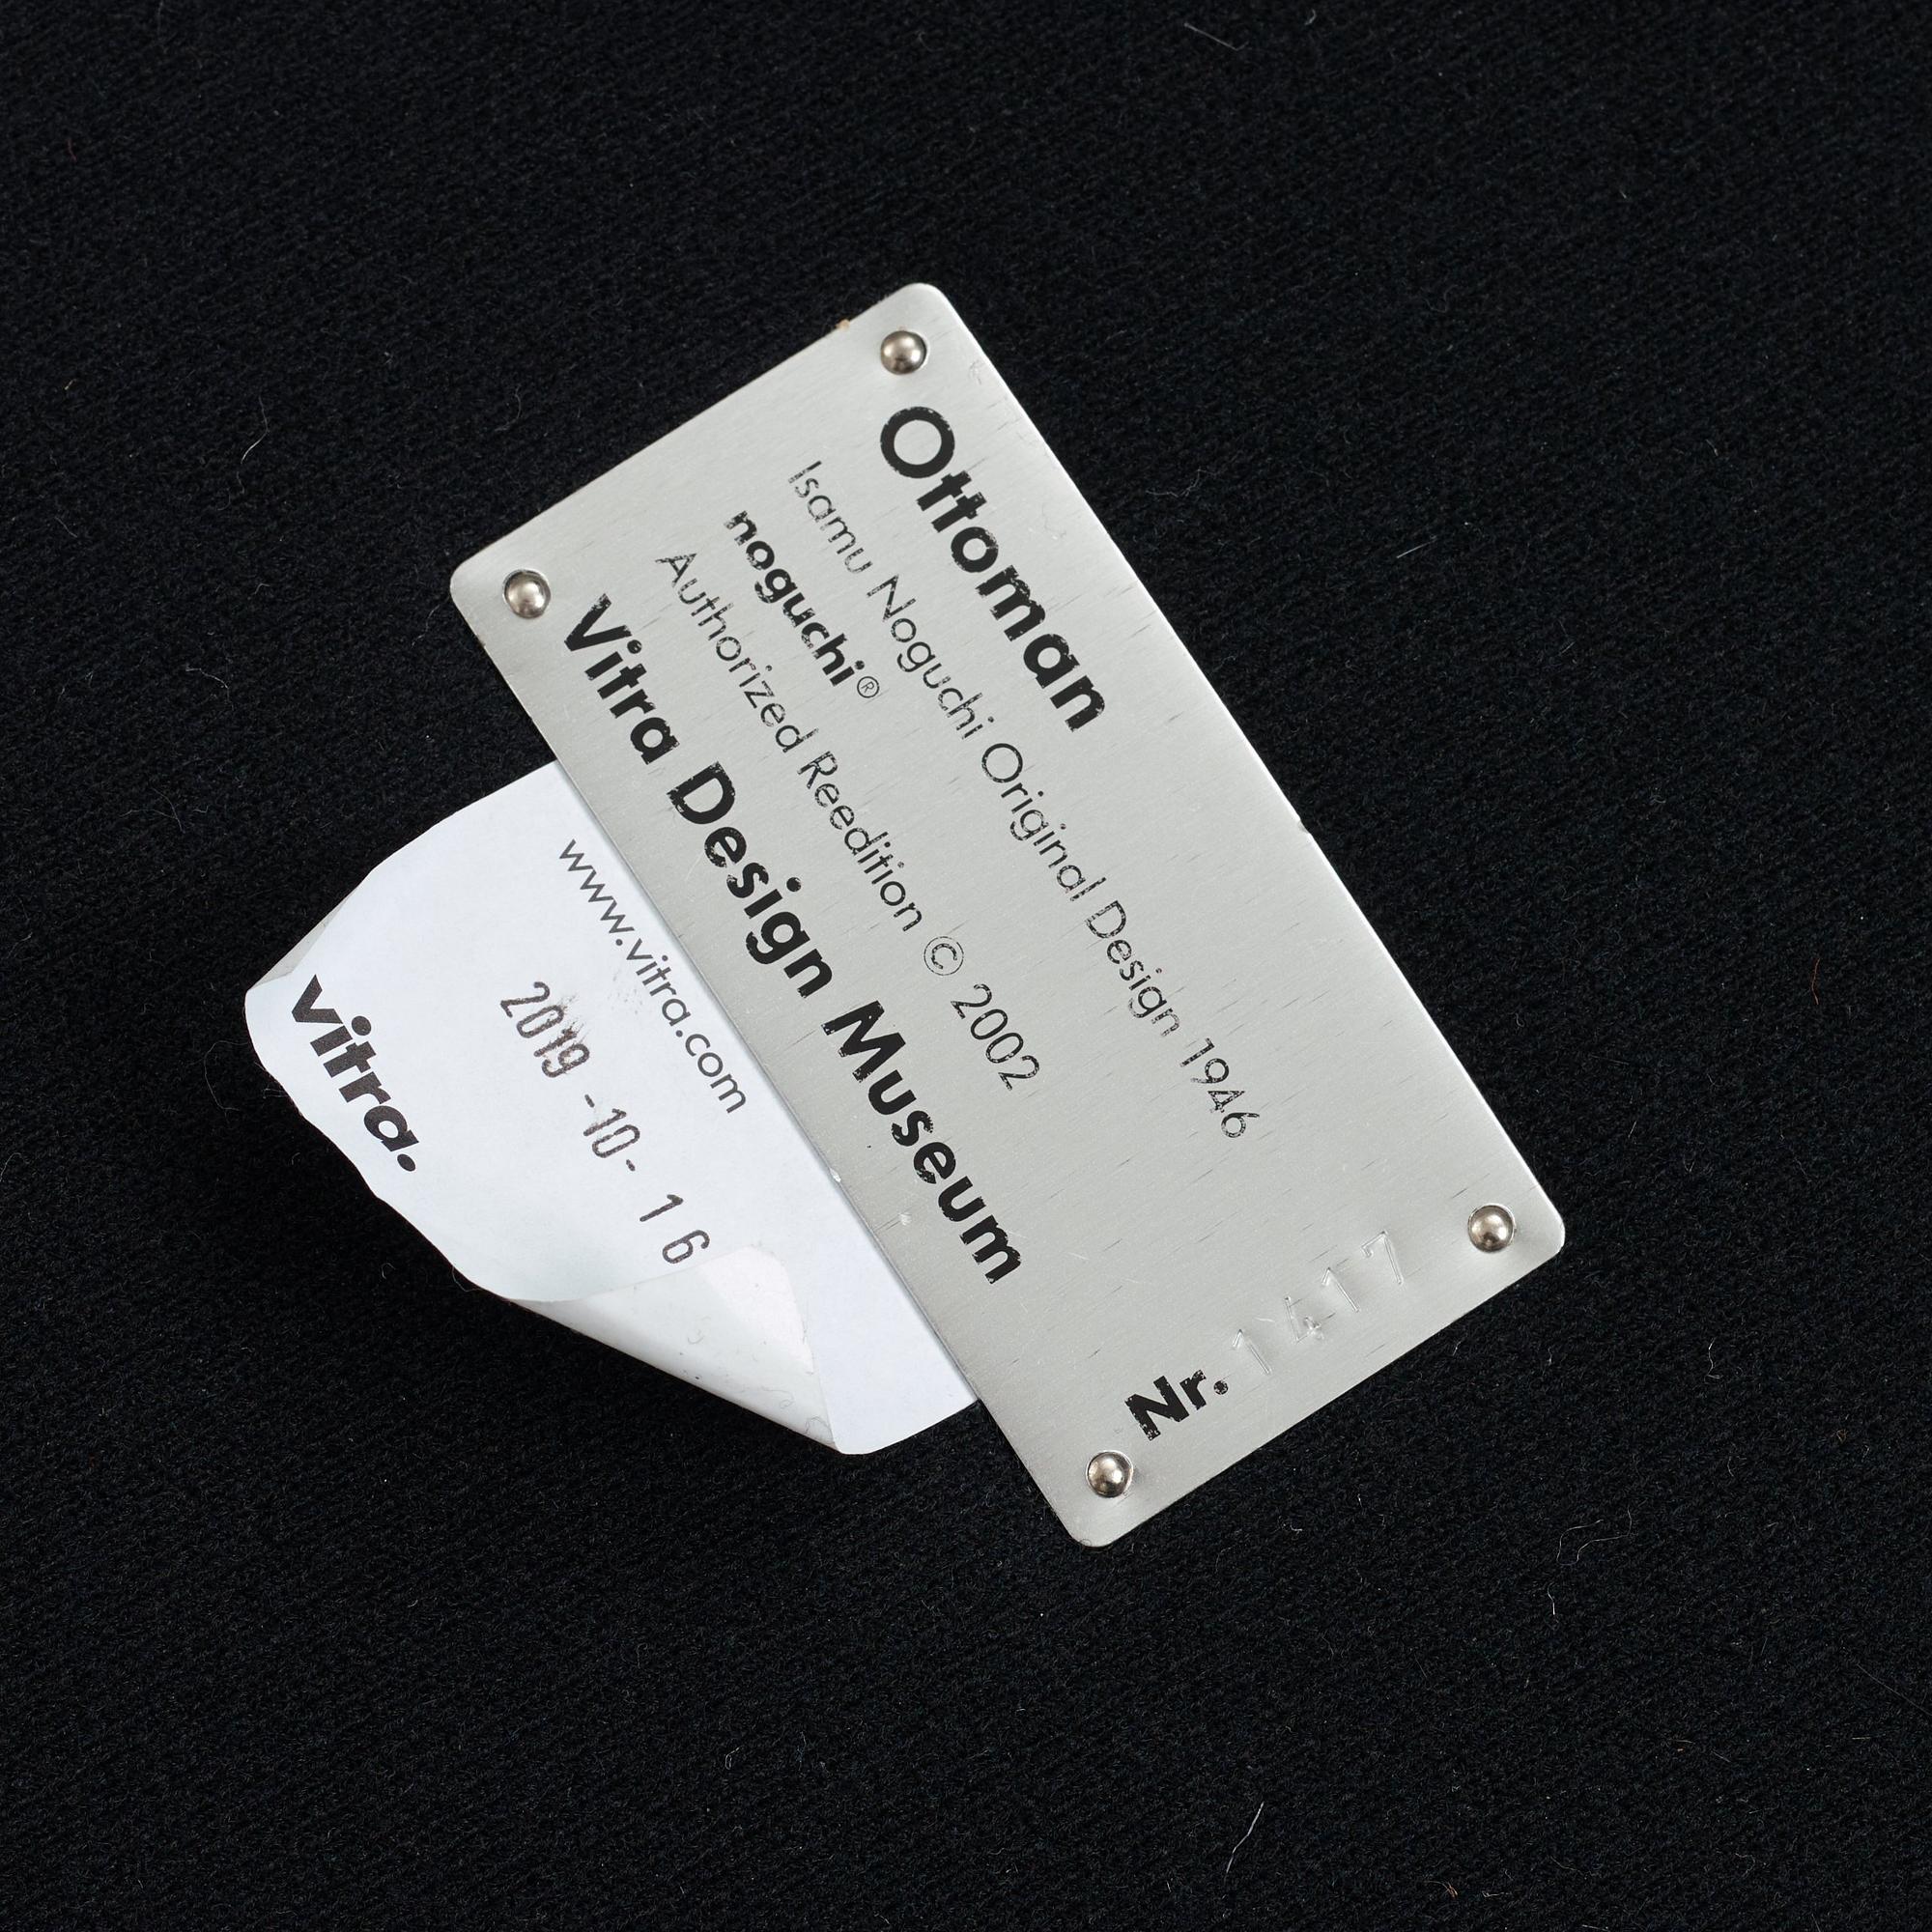 Ottoman
Isamu Noguchi Original Design 1946
noguchi®
Authorized Reedition © 2002
Vitra Design Museum
Nr. 1417
www.vitra.com
2019 -10- 16
vitra.